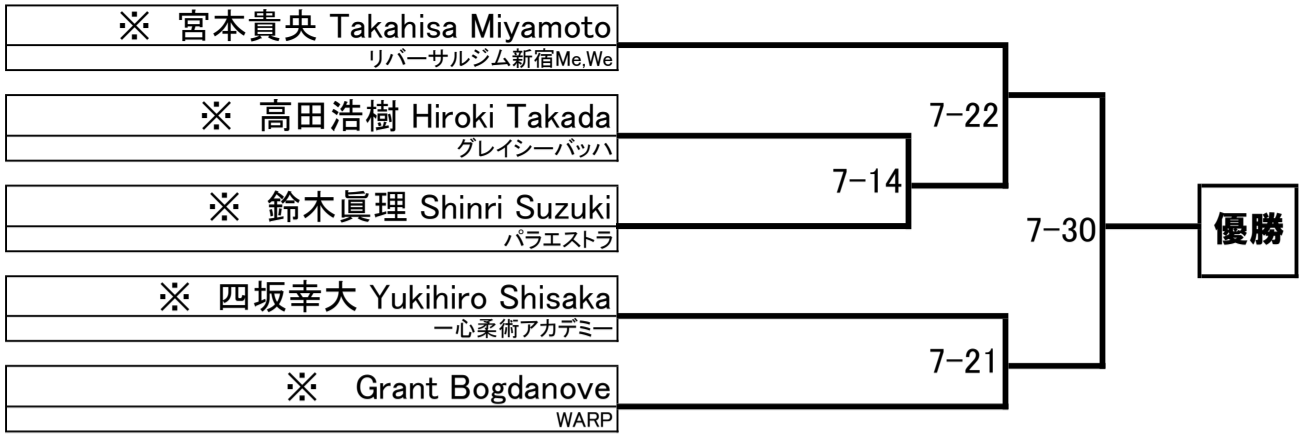 ※ 宮本貴央 Takahisa Miyamoto
リバーサルジム新宿Me,We
※ 高田浩樹 Hiroki Takada
グレイシーバッハ
7-22
7-14
※ 鈴木眞理 Shinri Suzuki
パラエストラ
7-30
優勝
※ 四坂幸大 Yukihiro Shisaka
一心柔術アカデミー
7-21
※ Grant Bogdanove
WARP